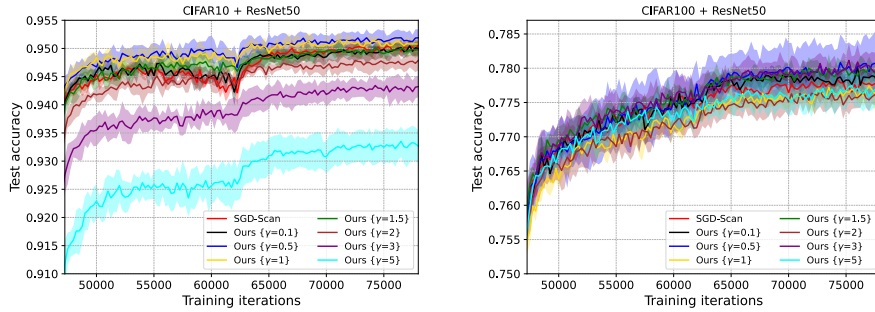 CIFAR10 + ResNet50
0.955
0.950
0.945
0.940
0.935
0.930
0.925
0.920
0.915
0.910
Test accuracy
SGD-Scan
Ours {γ=0.1}
Ours {γ=0.5}
Ours {γ=1}
Ours {γ=1.5}
Ours {γ=2}
Ours {γ=3}
Ours {γ=5}
50000 55000 60000 65000 70000 75000
Training iterations
CIFAR100 + ResNet50
0.785
0.780
0.775
0.770
0.765
0.760
0.755
0.750
Test accuracy
SGD-Scan
Ours {γ=0.1}
Ours {γ=0.5}
Ours {γ=1}
Ours {γ=1.5}
Ours {γ=2}
Ours {γ=3}
Ours {γ=5}
50000 55000 60000 65000 70000 75000
Training iterations